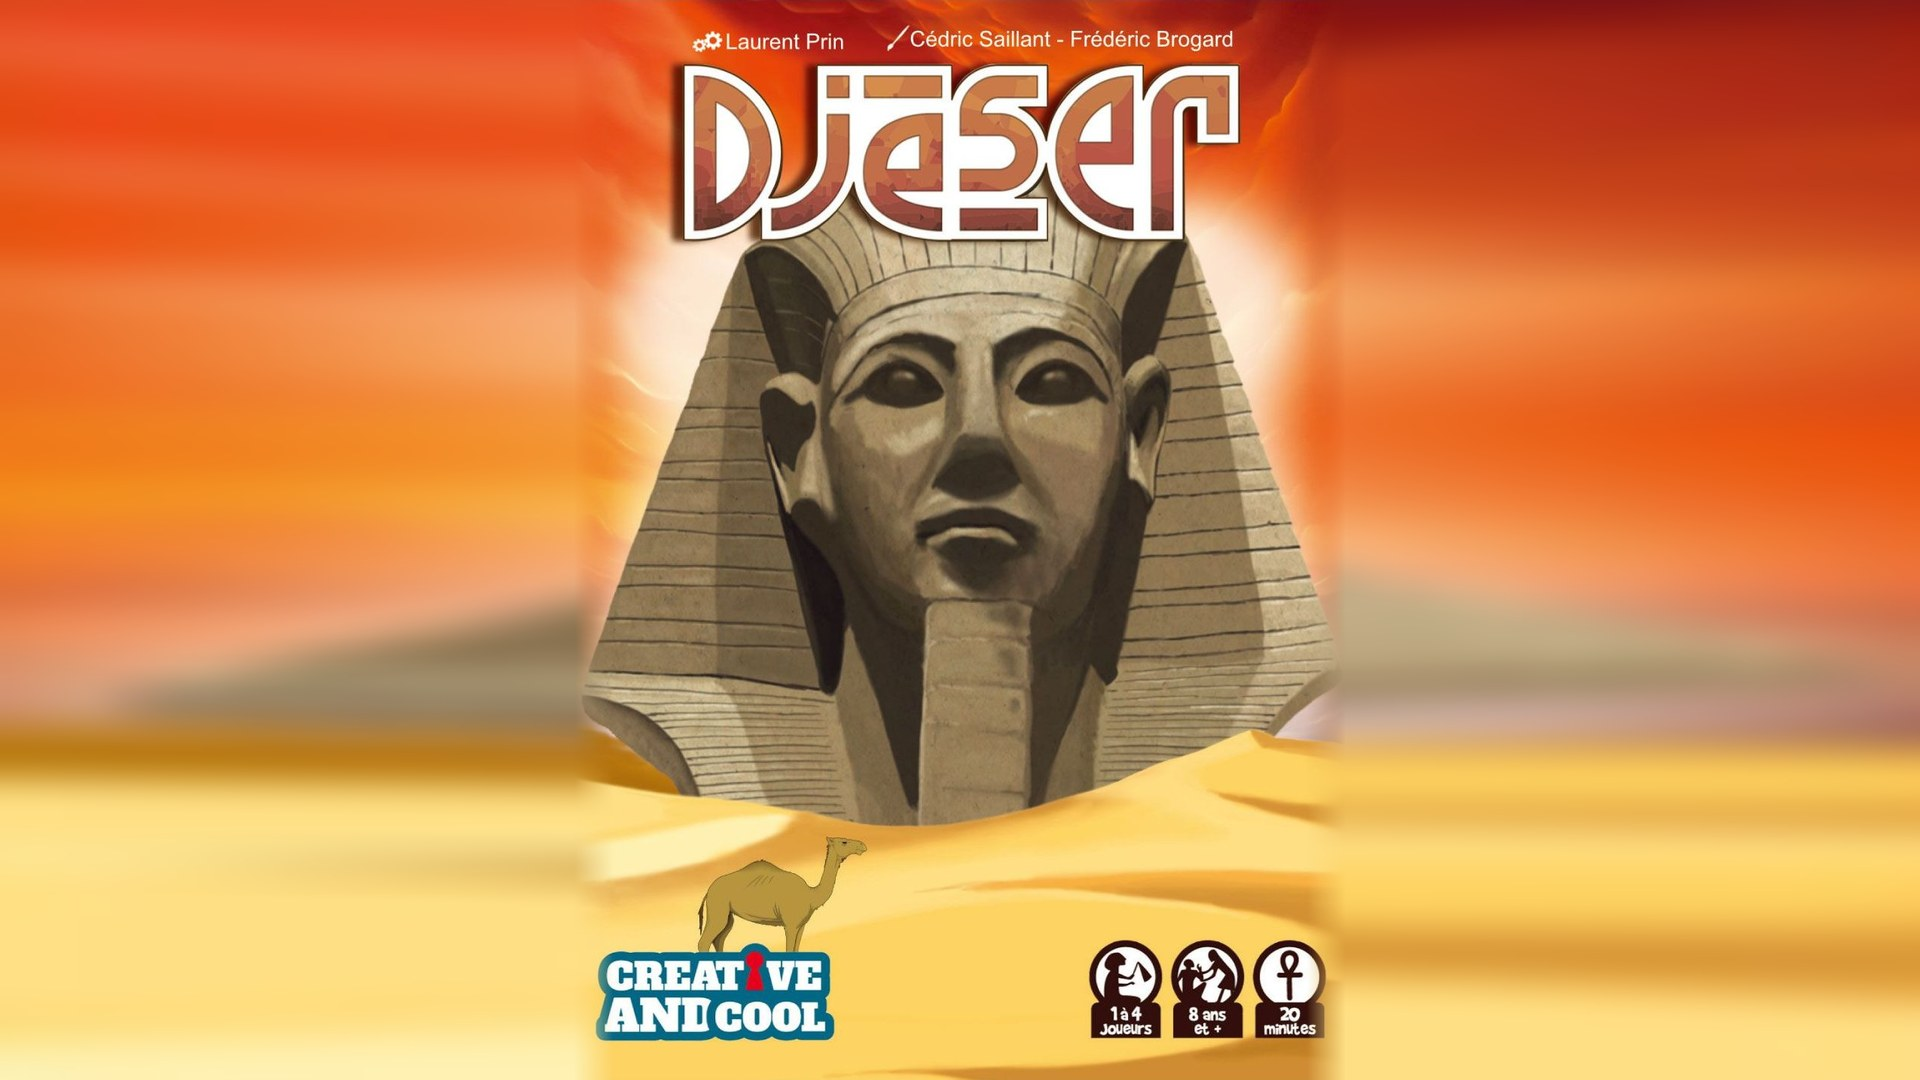 Laurent Prin
Cédric Saillant - Frédéric Brogard
Djeser
CREATIVE
AND COOL
1 à 4
Joueurs
8 ans
et +
20
minutes